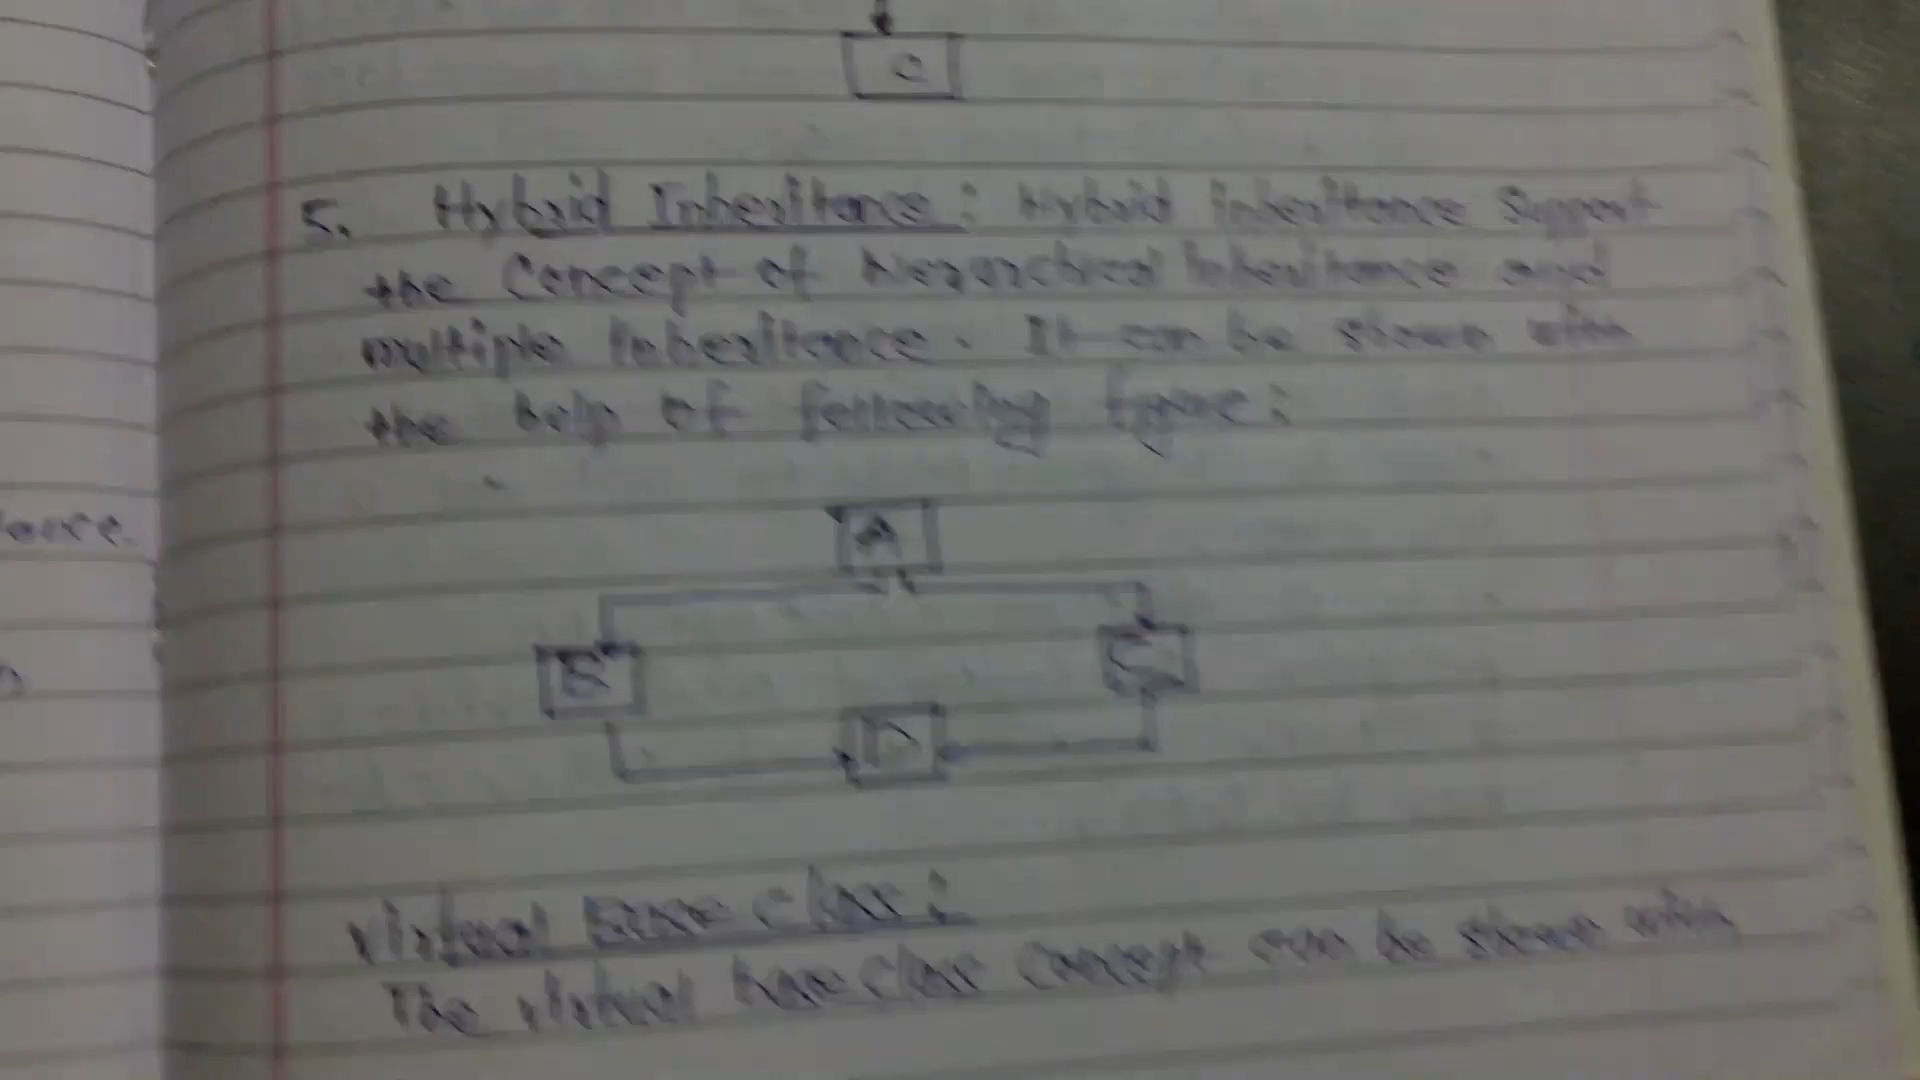 C
5. Hybrid Inheritance: Hybrid inheritance Support
the Concept of hierarchical inheritance and
multiple inheritance. It can be shown with
the help of following figure:
A
B C
D
Virtual Base Class:
The virtual base class concept can be shown with